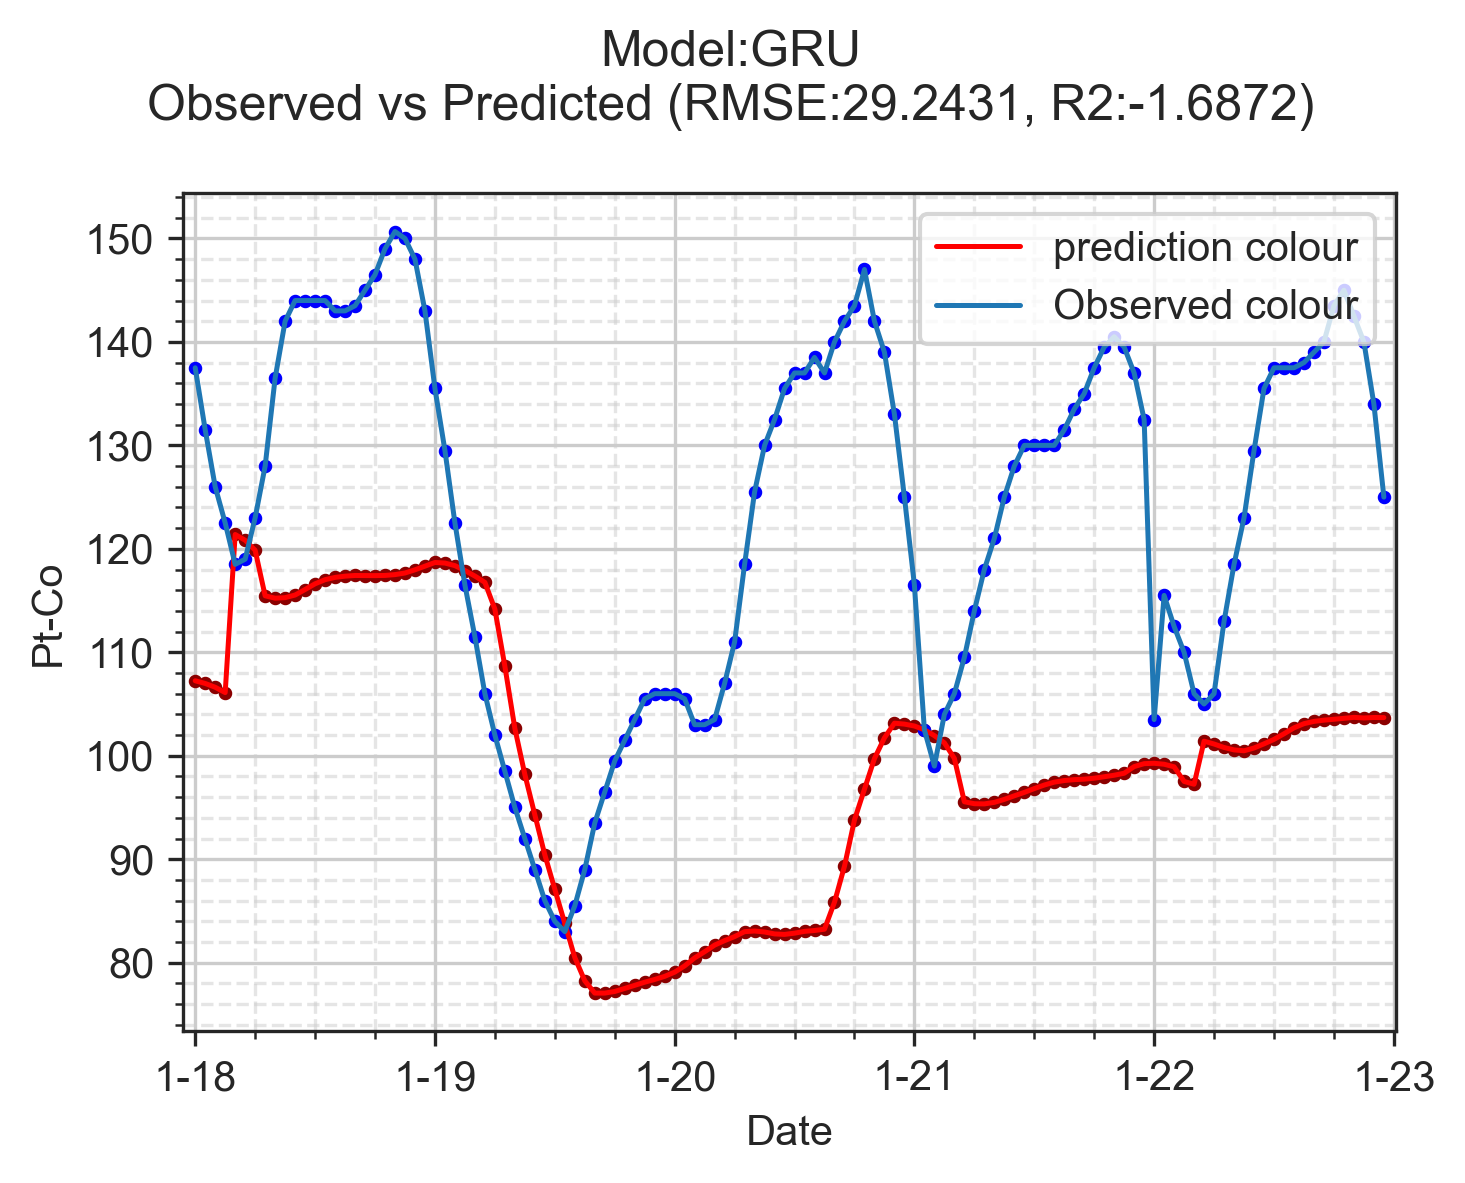 Model:GRU
Observed vs Predicted (RMSE:29.2431, R2:-1.6872)
prediction colour
Observed colour
150
140
130
120
110
100
90
80
Pt-Co
1-18
1-19
1-20
1-21
1-22
1-23
Date